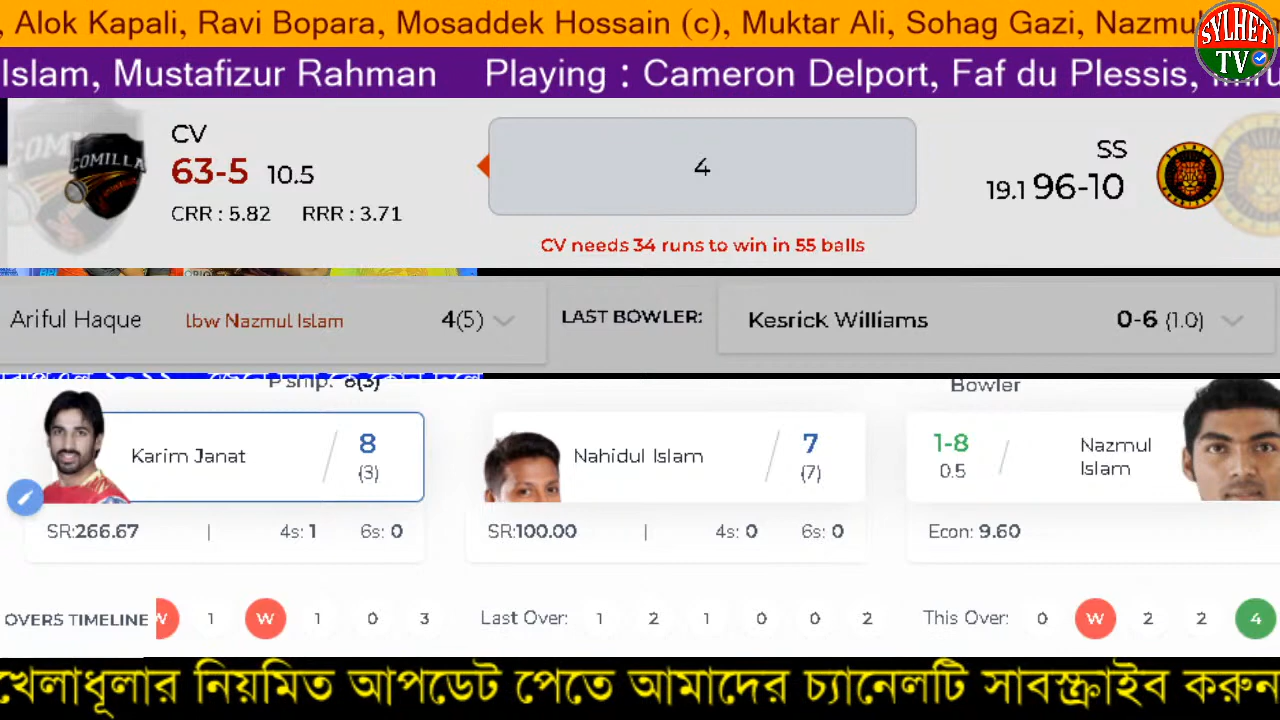 , Alok Kapali, Ravi Bopara, Mosaddek Hossain (c), Muktar Ali, Sohag Gazi, Nazmul
SYLHET
TV
Islam, Mustafizur Rahman Playing : Cameron Delport, Faf du Plessis,
COMILLA
CV
63-5 10.5
CRR : 5.82 RRR : 3.71
4
SS
19.1 96-10
CV needs 34 runs to win in 55 balls
Ariful Haque lbw Nazmul Islam 4(5)
LAST BOWLER: Kesrick Williams 0-6 (1.0)
P'ship: 8(3)
Bowler
Karim Janat 8 (3)
SR:266.67 | 4s: 1 6s: 0
Nahidul Islam 7 (7)
SR:100.00 | 4s: 0 6s: 0
1-8 0.5 Nazmul Islam
Econ: 9.60
OVERS TIMELINE W 1 W 1 0 3 Last Over: 1 2 1 0 0 2 This Over: 0 W 2 2 4
খেলাধূলার নিয়মিত আপডেট পেতে আমাদের চ্যানেলটি সাবস্ক্রাইব করুন